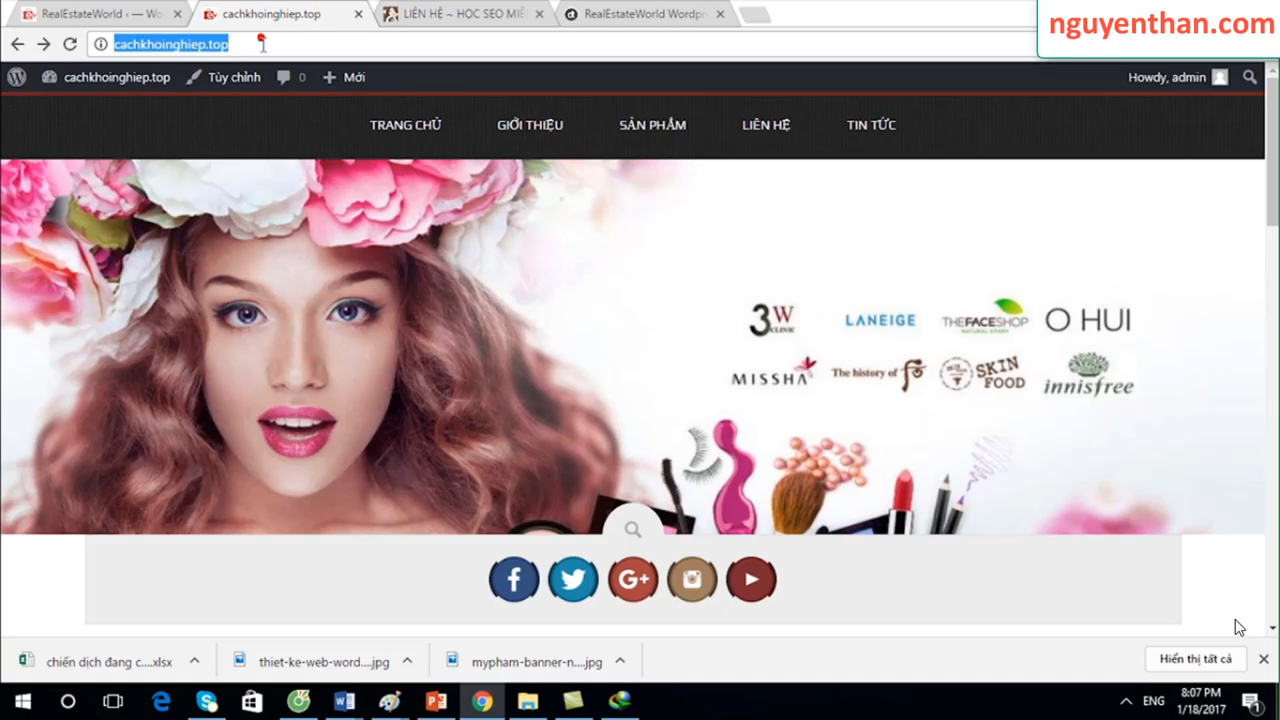 RealEstateWorld ‹ — Wo
cachkhoinghiep.top
LIÊN HỆ ~ HỌC SEO MIỄ
RealEstateWorld Wordpr
nguyenthan.com
cachkhoinghiep.top
cachkhoinghiep.top
Tùy chỉnh
0
Mới
Howdy, admin
TRANG CHỦ
GIỚI THIỆU
SẢN PHẨM
LIÊN HỆ
TIN TỨC
3W
CLINIC
LANEIGE
THEFACESHOP
NATURAL STORY
O HUI
MISSHA
The history of
SKIN
FOOD
innisfree
G+
chiến dịch đang c....xlsx
thiet-ke-web-word....jpg
mypham-banner-n....jpg
Hiển thị tất cả
ENG
8:07 PM
1/18/2017
1